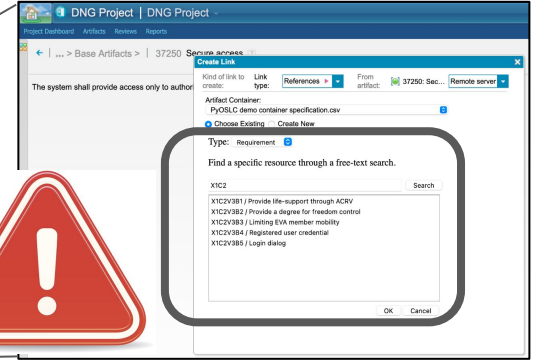 DNG Project | DNG Project
Project Dashboard Artifacts Reviews Reports
... > Base Artifacts > | 37250 Secure access
The system shall provide access only to author
Create Link
Kind of link to create: Link type: References From artifact: 37250: Sec... Remote server
Artifact Container:
PyOSLC demo container specification.csv
Choose Existing Create New
Type: Requirement
Find a specific resource through a free-text search.
X1C2 Search
X1C2V3B1 / Provide life-support through ACRV
X1C2V3B2 / Provide a degree for freedom control
X1C2V3B3 / Limiting EVA member mobility
X1C2V3B4 / Registered user credential
X1C2V3B5 / Login dialog
OK Cancel